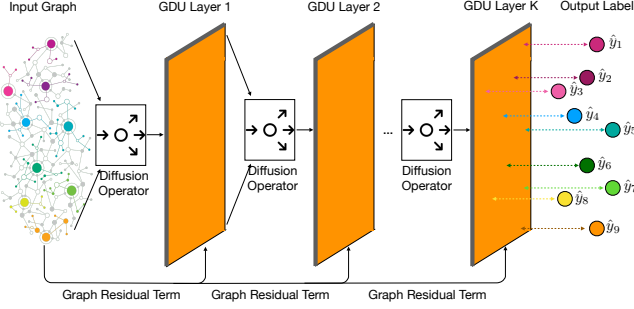 Input Graph
GDU Layer 1
GDU Layer 2
GDU Layer K
Output Label
Diffusion
Operator
Diffusion
Operator
...
Diffusion
Operator
ŷ₁
ŷ₂
ŷ₃
ŷ₄
ŷ₅
ŷ₆
ŷ₇
ŷ₈
ŷ₉
Graph Residual Term
Graph Residual Term
Graph Residual Term